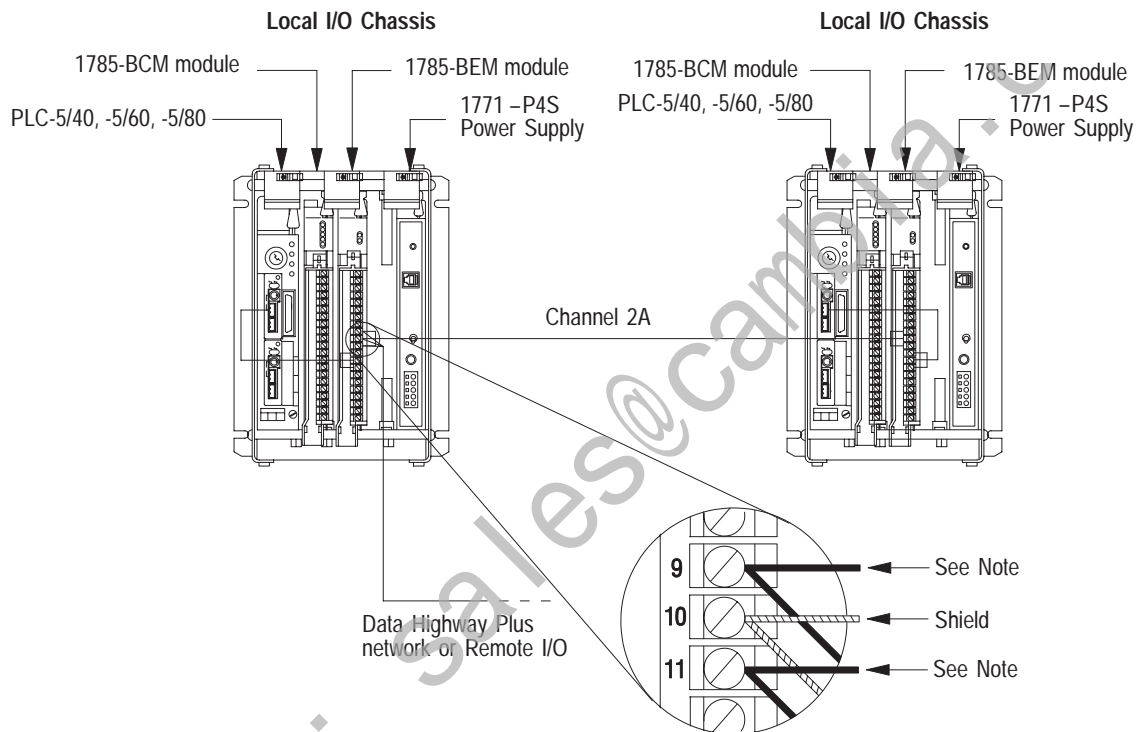 Local I/O Chassis
Local I/O Chassis
1785-BCM module
1785-BEM module
PLC-5/40, -5/60, -5/80
1771 –P4S
Power Supply
1785-BCM module
1785-BEM module
PLC-5/40, -5/60, -5/80
1771 –P4S
Power Supply
Channel 2A
Data Highway Plus
network or Remote I/O
9
See Note
10
Shield
11
See Note
. sales@cambia.c